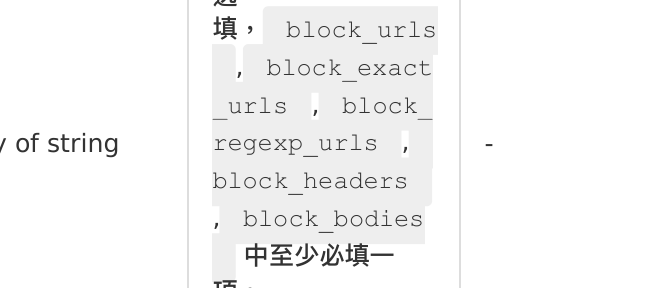 填， block_urls
, block_exact
_urls , block_
y of string
regexp_urls ,
-
block_headers
, block_bodies
中至少必填一